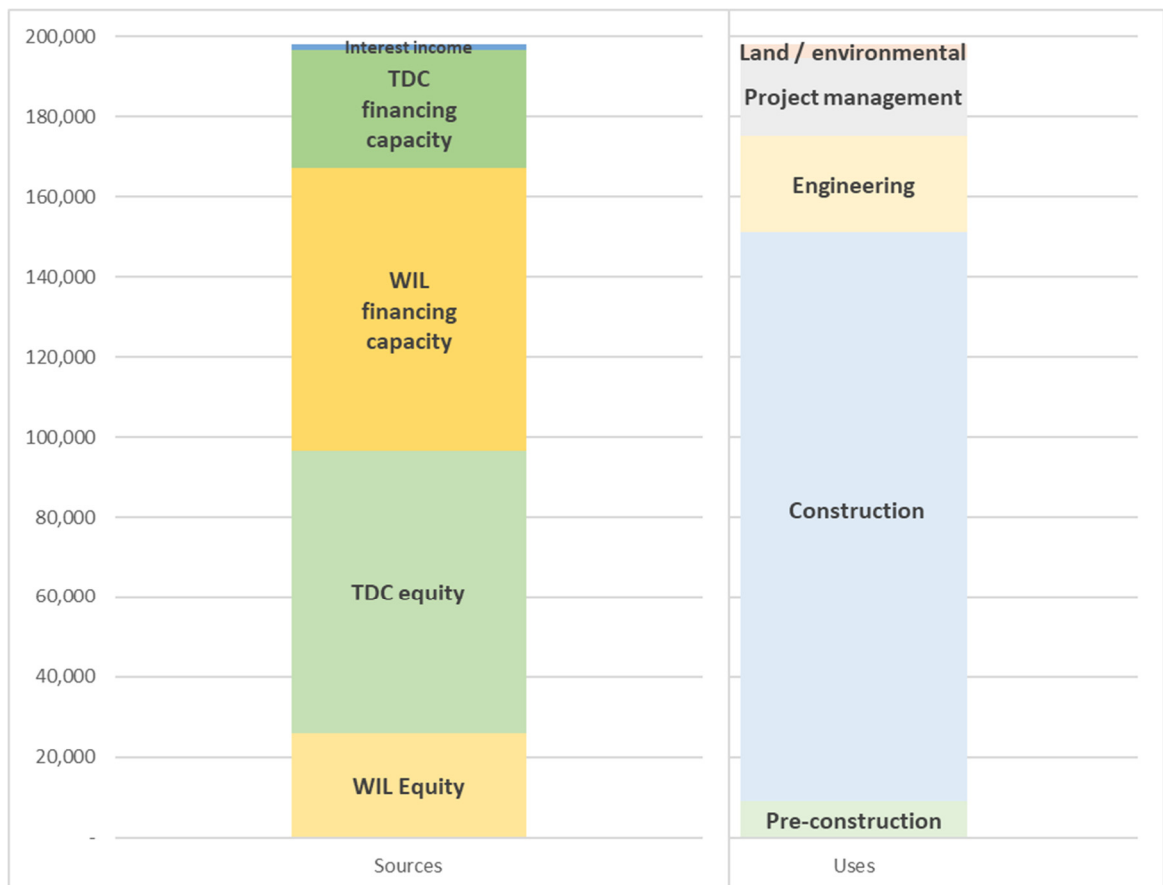 200,000
180,000
160,000
140,000
120,000
100,000
80,000
60,000
40,000
20,000
-
Interest income
TDC
financing
capacity
WIL
financing
capacity
TDC equity
WIL Equity
Sources
Land / environmental
Project management
Engineering
Construction
Pre-construction
Uses